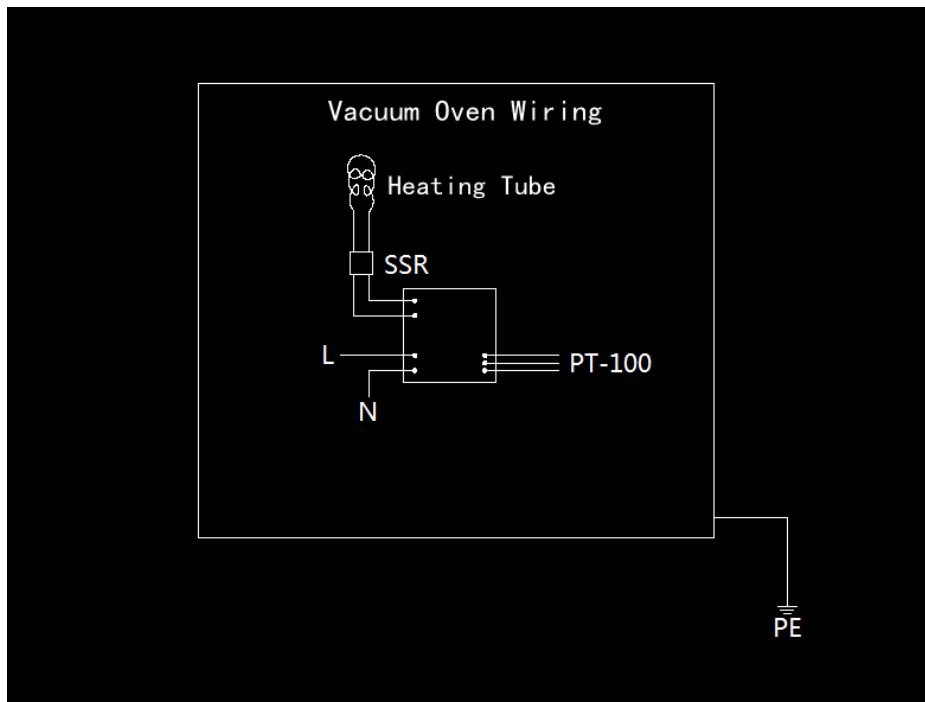 Vacuum Oven Wiring
Heating Tube
SSR
L
PT-100
N
PE